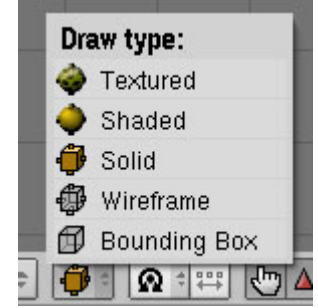 Draw type:
Textured
Shaded
Solid
Wireframe
Bounding Box